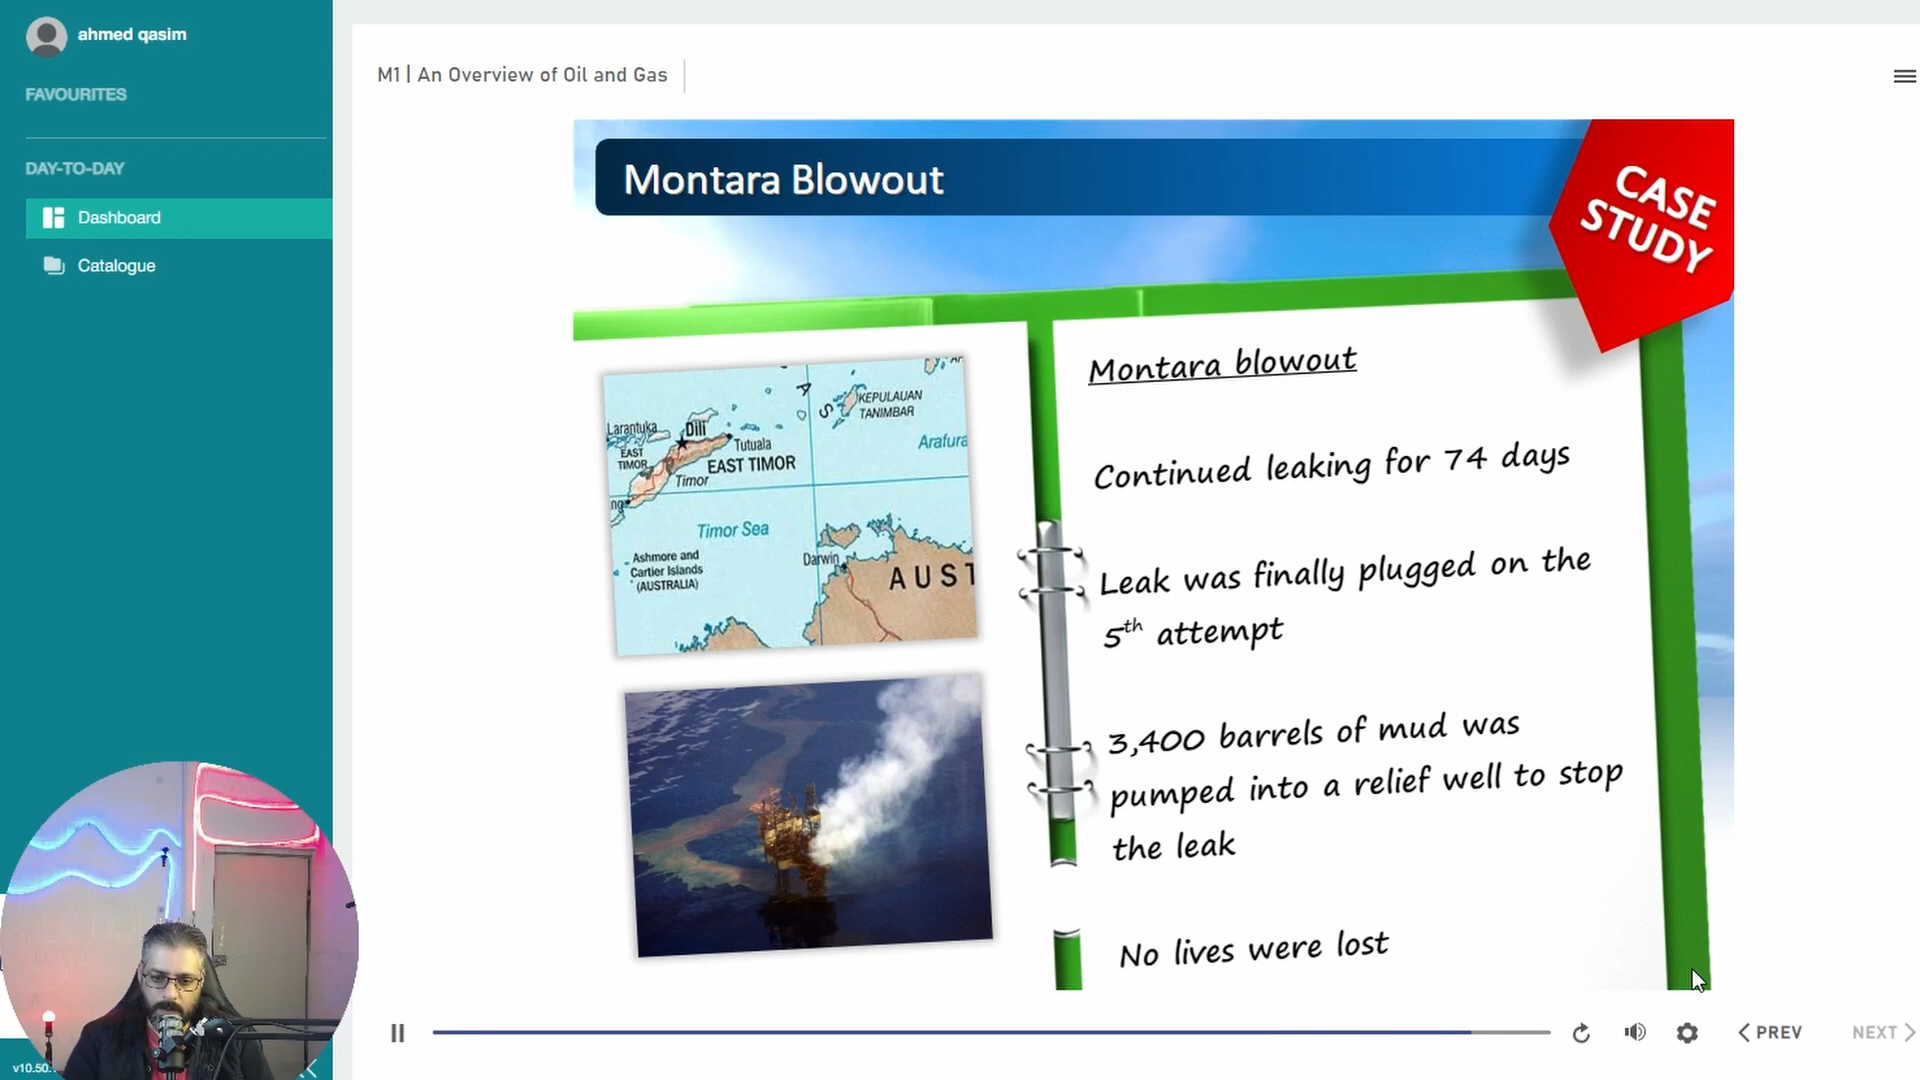 ahmed qasim
FAVOURITES
DAY-TO-DAY
Dashboard
Catalogue
M1 | An Overview of Oil and Gas
Montara Blowout
CASE
STUDY
Larantuka
Dili
EAST
TIMOR
Tutuala
EAST TIMOR
Timor
KEPULAUAN
TANIMBAR
A
S
Arafura
Timor Sea
Ashmore and
Cartier Islands
(AUSTRALIA)
Darwin
AUST
Montara blowout
Continued leaking for 74 days
Leak was finally plugged on the
5th attempt
3,400 barrels of mud was
pumped into a relief well to stop
the leak
No lives were lost
PREV
NEXT
v10.50.